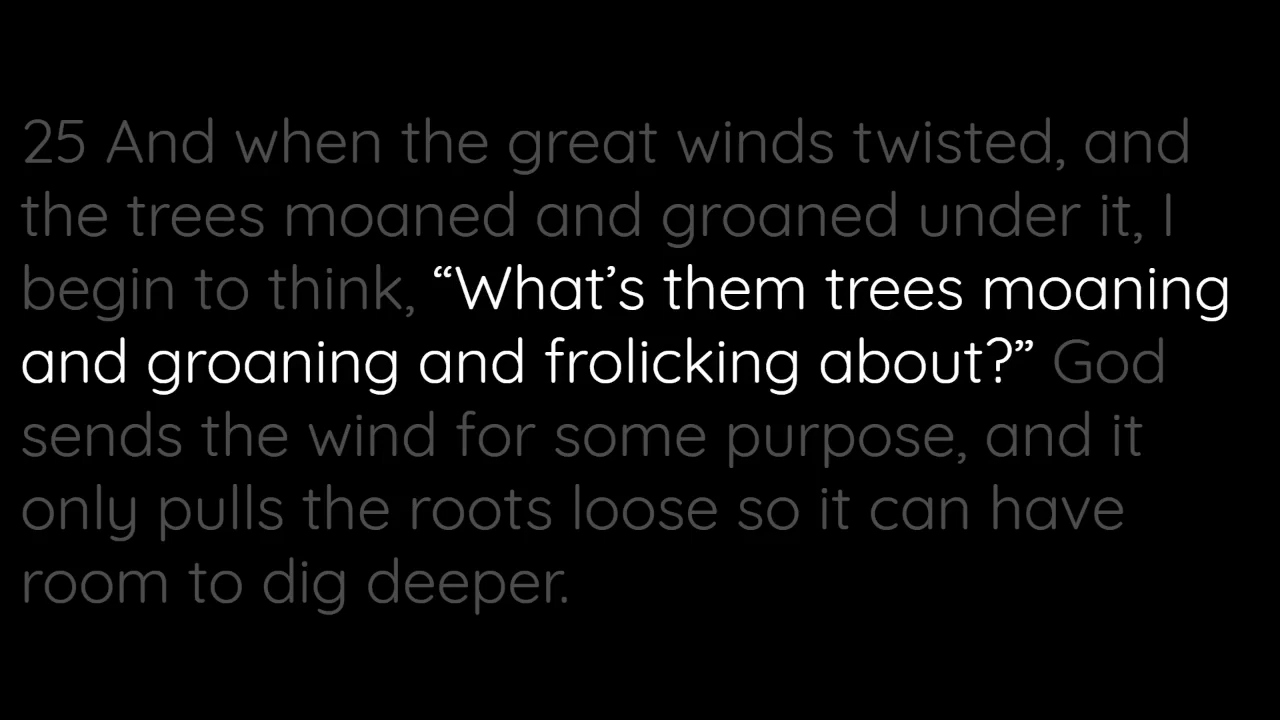 25 And when the great winds twisted, and
the trees moaned and groaned under it, I
begin to think, “What’s them trees moaning
and groaning and frolicking about?” God
sends the wind for some purpose, and it
only pulls the roots loose so it can have
room to dig deeper.